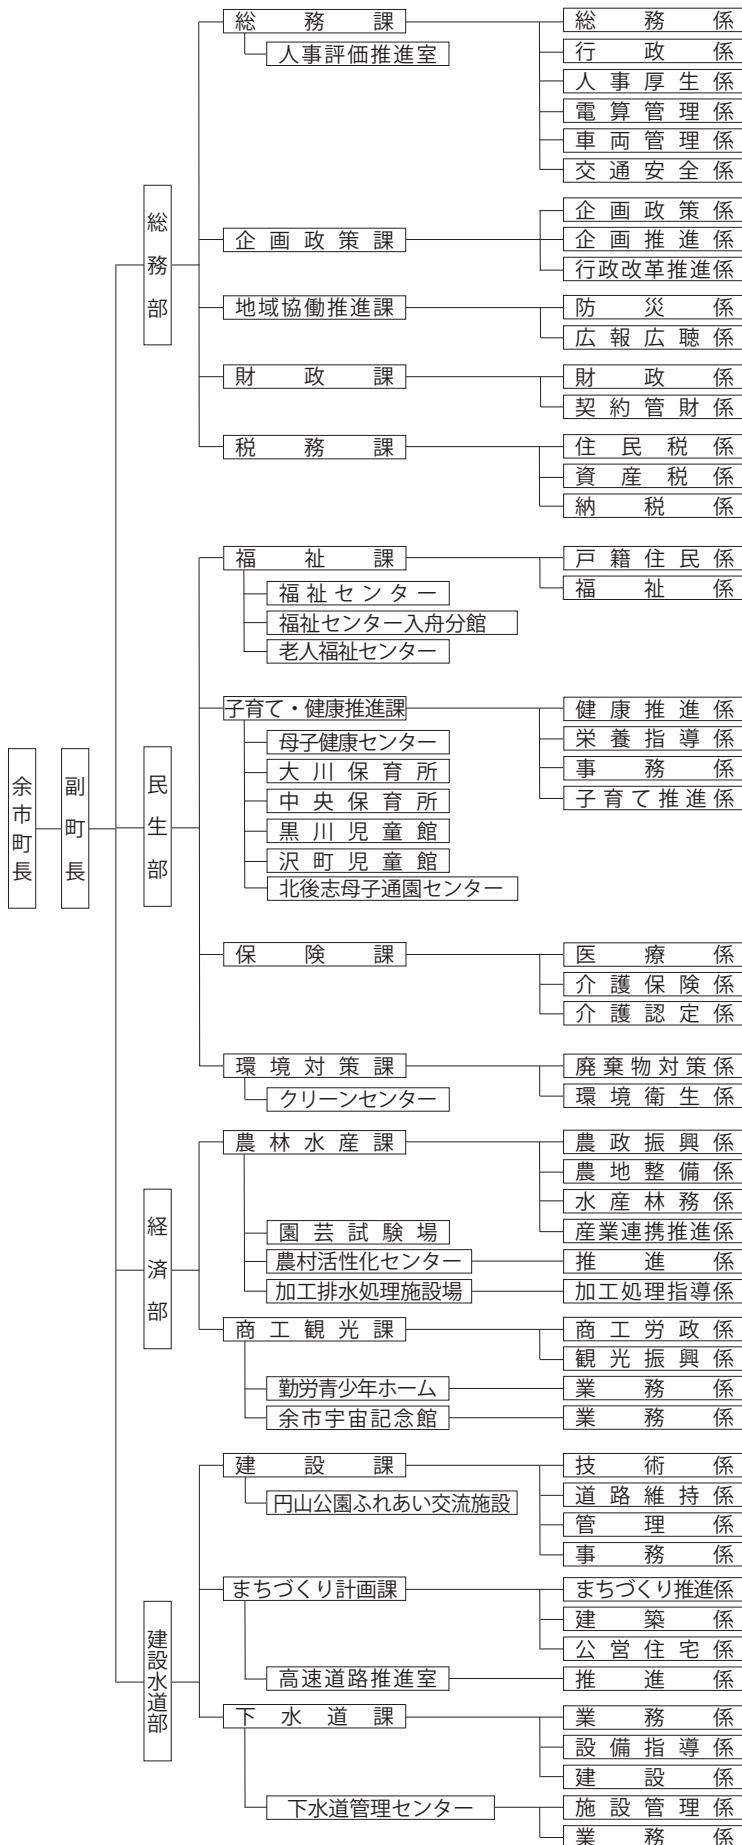 余市町長
副町長
総務部
総務課
人事評価推進室
総務係
行政係
人事厚生係
電算管理係
車両管理係
交通安全係
企画政策課
企画政策係
企画推進係
行政改革推進係
地域協働推進課
防災係
広報広聴係
財政課
財政係
契約管財係
税務課
住民税係
資産税係
納税係
民生部
福祉課
戸籍住民係
福祉係
福祉センター
福祉センター入舟分館
老人福祉センター
子育て・健康推進課
健康推進係
栄養指導係
事務係
子育て推進係
母子健康センター
大川保育所
中央保育所
黒川児童館
沢町児童館
北後志母子通園センター
保険課
医療係
介護保険係
介護認定係
環境対策課
廃棄物対策係
環境衛生係
クリーンセンター
経済部
農林水産課
農政振興係
農地整備係
水産林務係
産業連携推進係
園芸試験場
農村活性化センター
推進係
加工排水処理施設場
加工処理指導係
商工観光課
商工労政係
観光振興係
勤労青少年ホーム
業務係
余市宇宙記念館
業務係
建設水道部
建設課
技術係
道路維持係
管理係
事務係
円山公園ふれあい交流施設
まちづくり計画課
まちづくり推進係
建築係
公営住宅係
高速道路推進室
推進係
下水道課
業務係
設備指導係
建設係
下水道管理センター
施設管理係
業務係